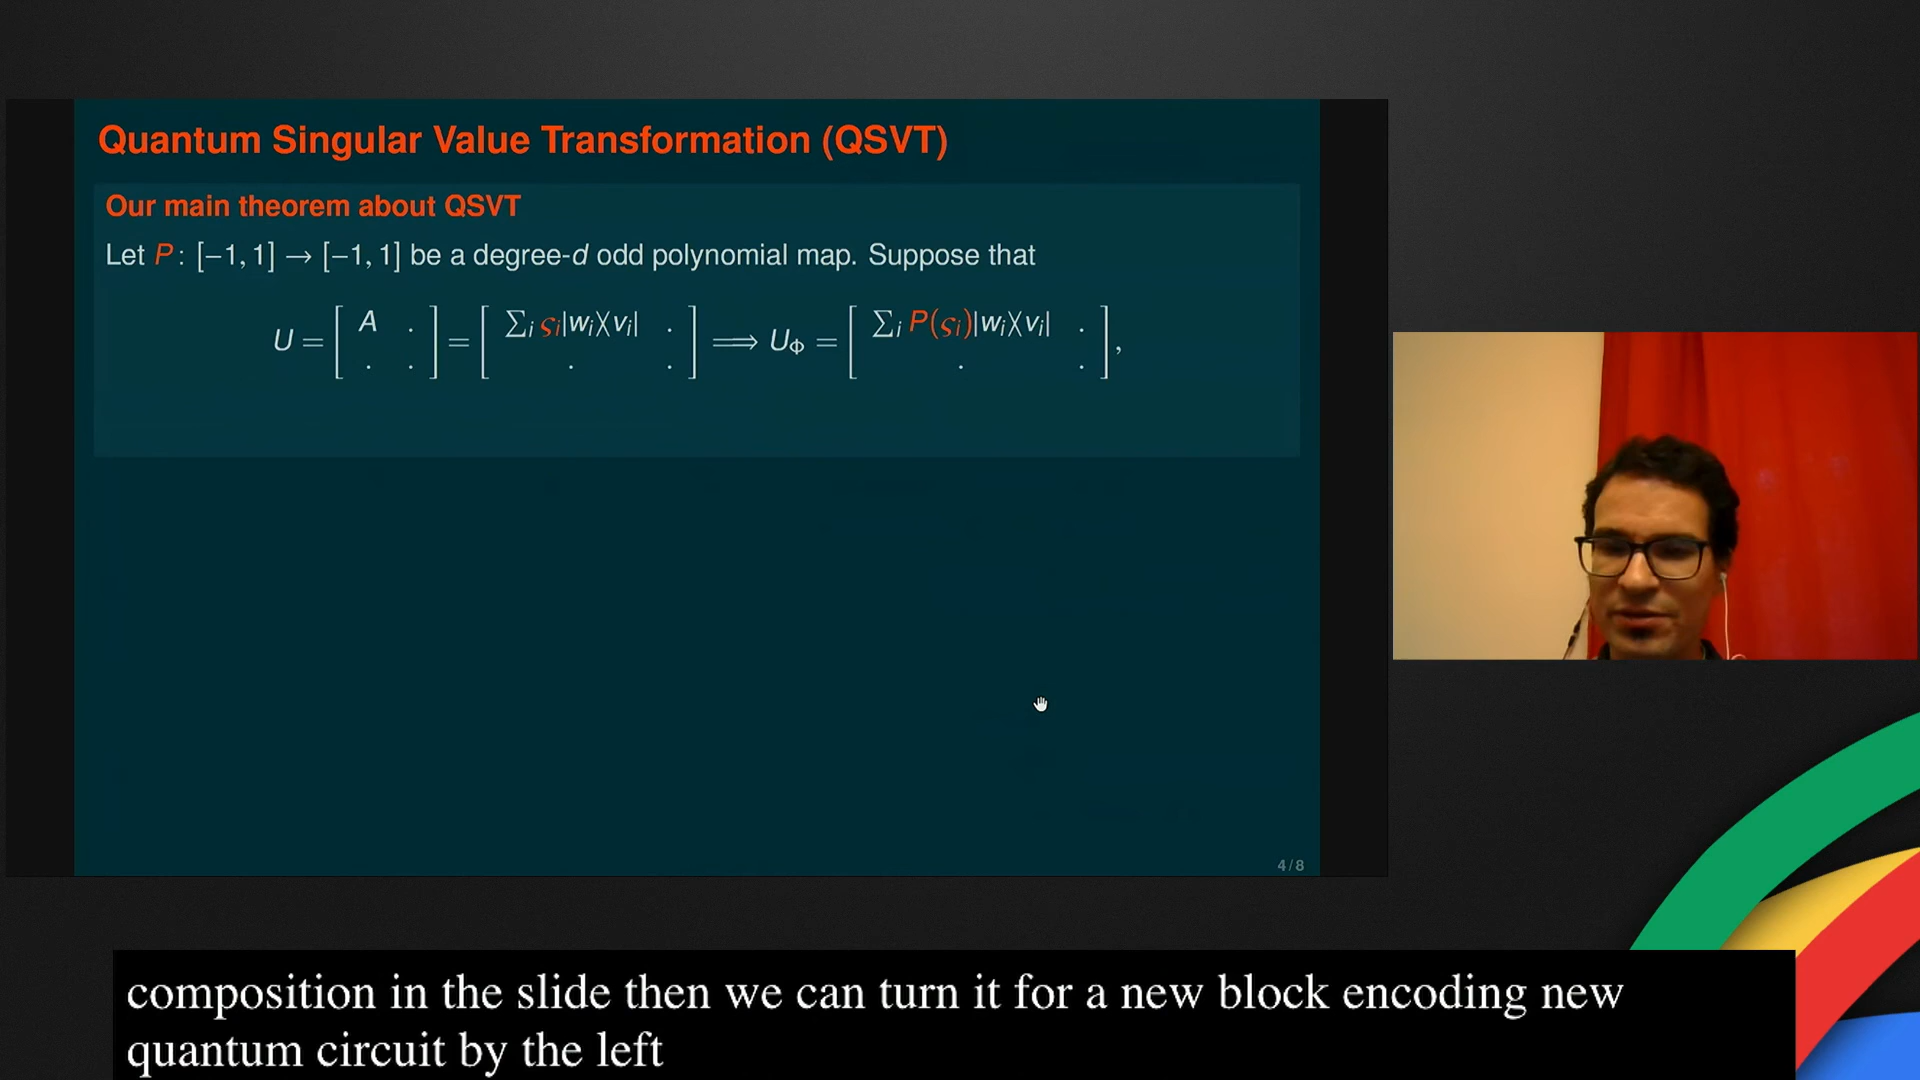 Quantum Singular Value Transformation (QSVT)
Our main theorem about QSVT
Let P: [−1, 1] → [−1, 1] be a degree-d odd polynomial map. Suppose that
U = [ A . ; . . ] = [ ∑i ςi|wi⟩⟨vi| . ; . . ] ⟹ UΦ = [ ∑i P(ςi)|wi⟩⟨vi| . ; . . ],
4/8
composition in the slide then we can turn it for a new block encoding new
quantum circuit by the left